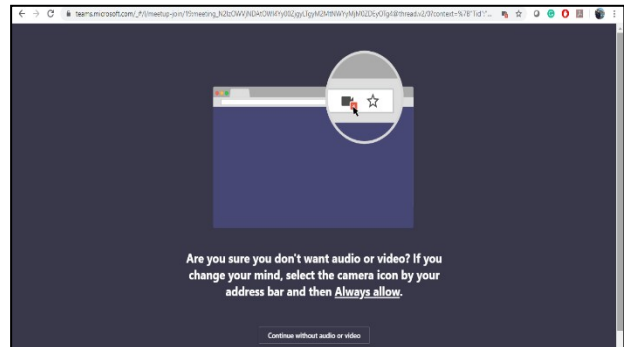 Are you sure you don't want audio or video? If you
change your mind, select the camera icon by your
address bar and then Always allow.
Continue without audio or video